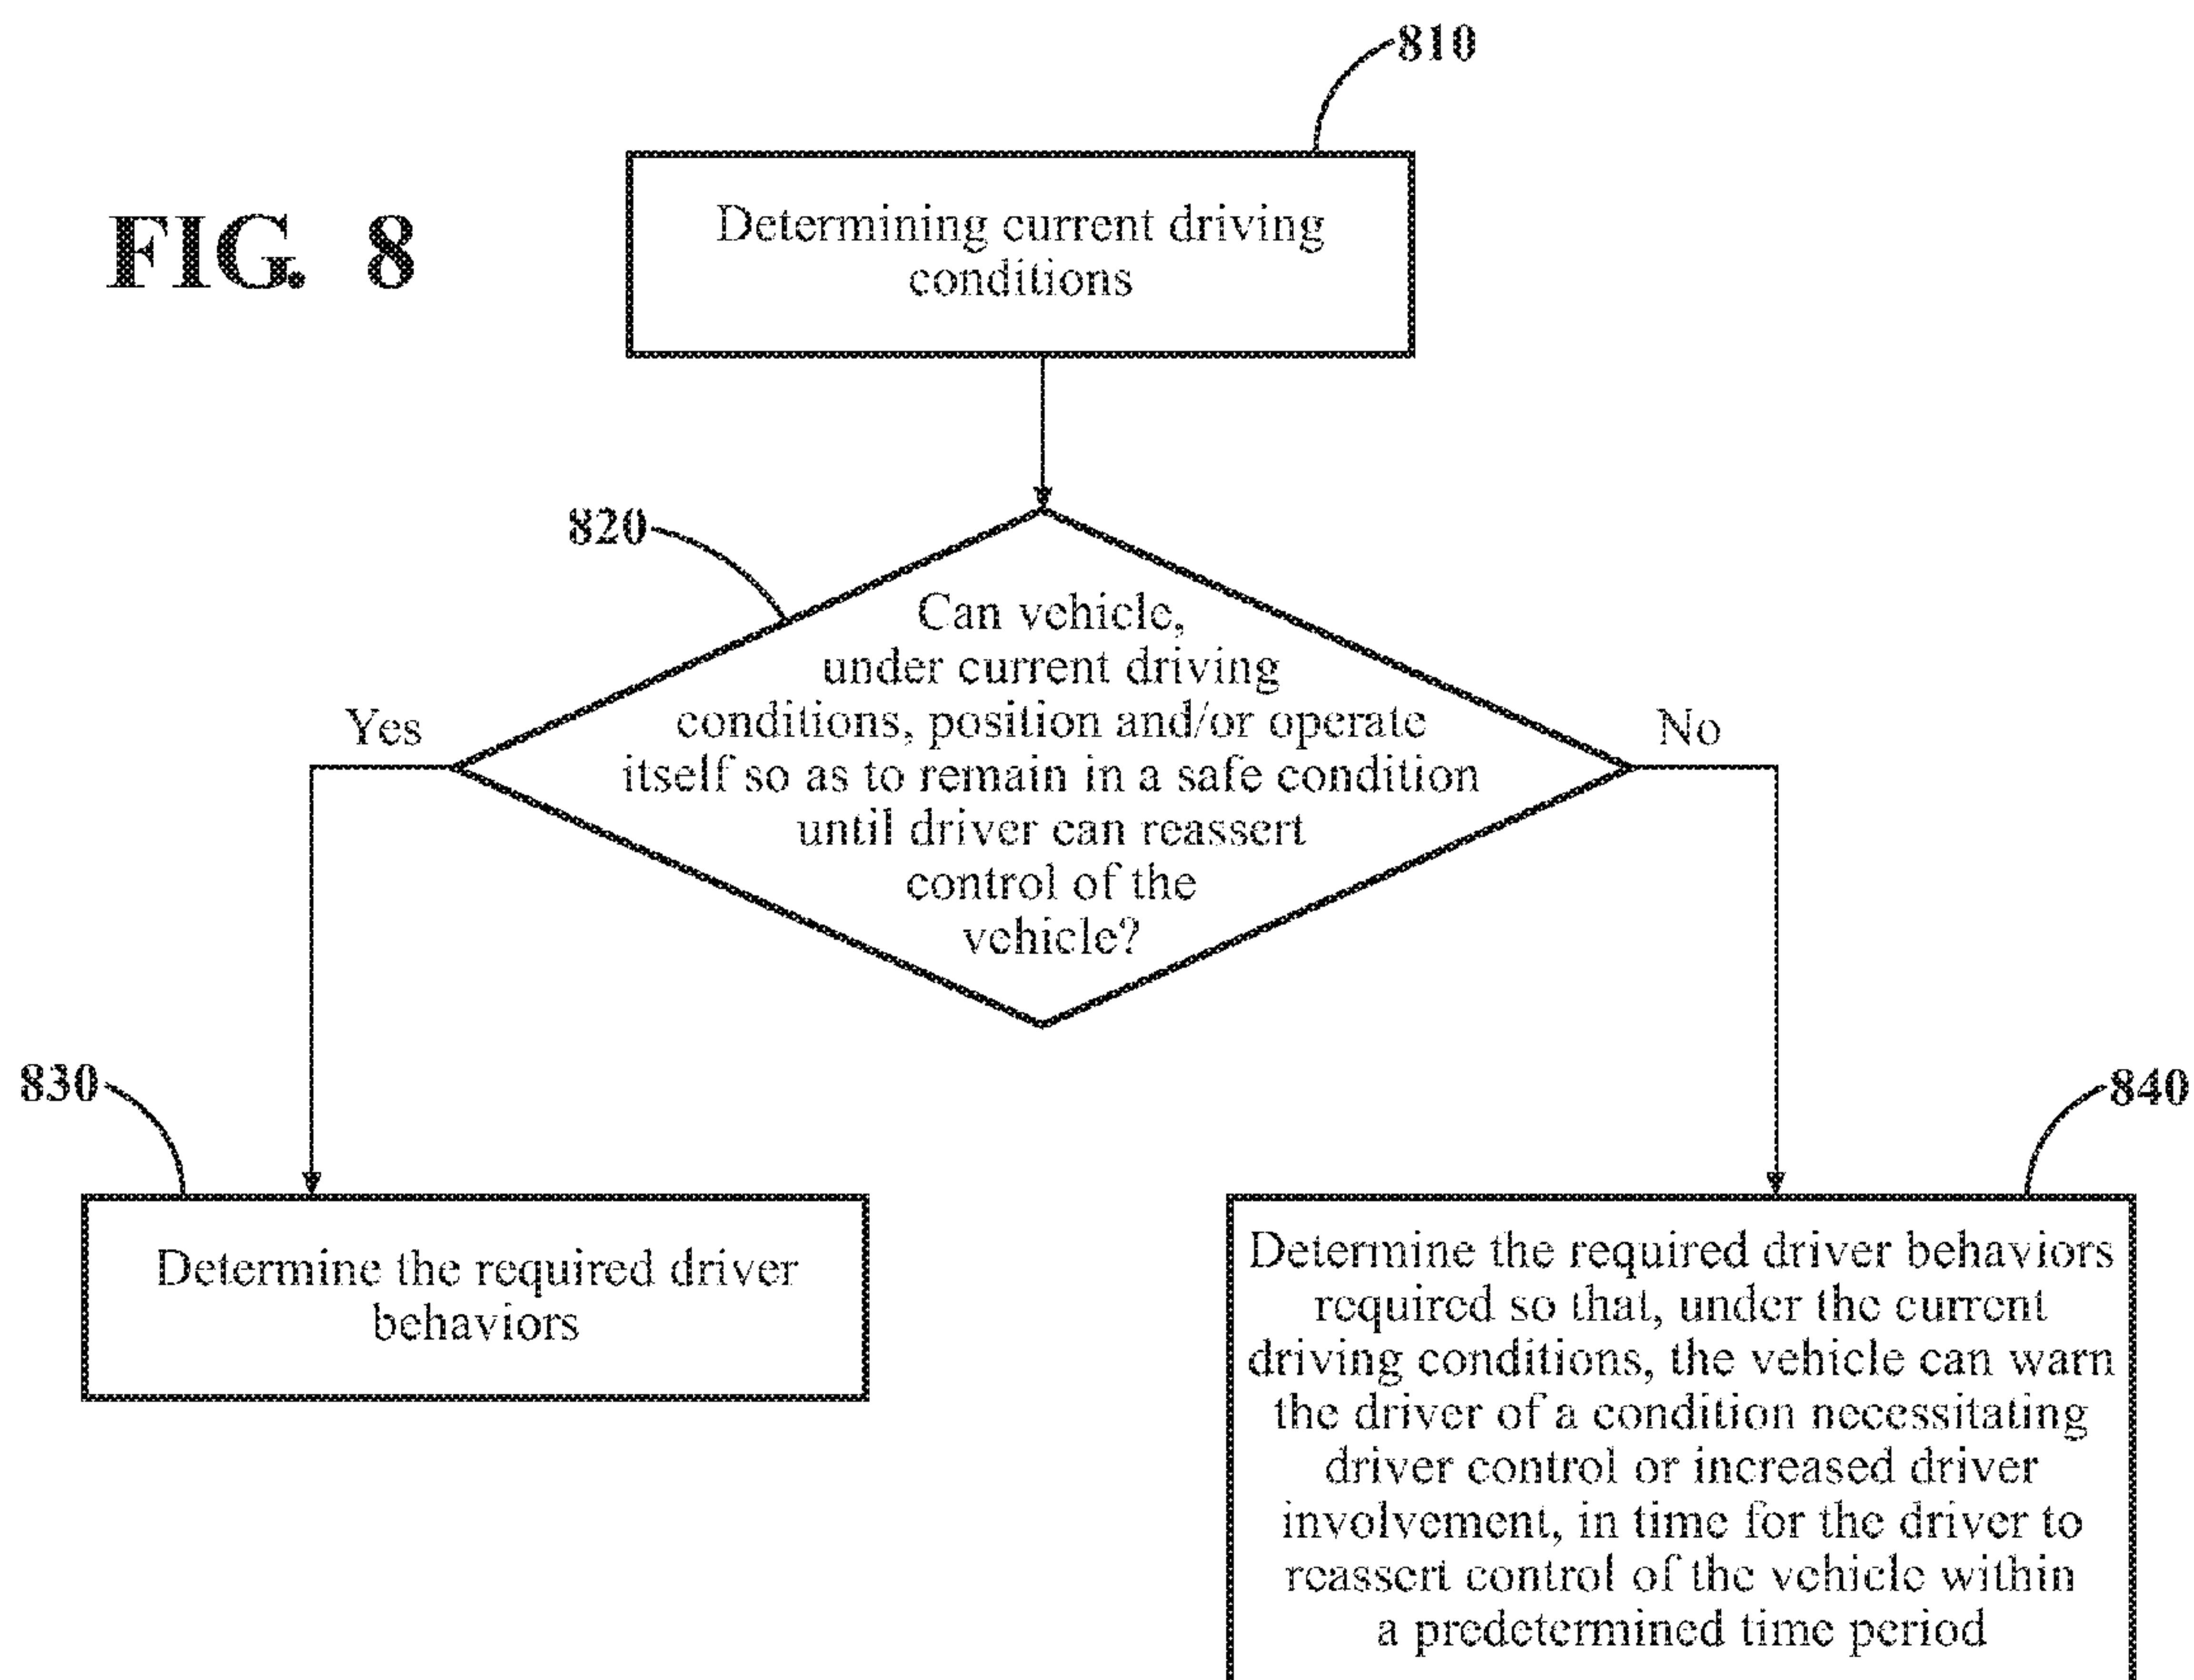 810
FIG. 8
Determining current driving
conditions
820
Can vehicle,
under current driving
conditions, position and/or operate
itself so as to remain in a safe condition
until driver can reassert
control of the
vehicle?
Yes
No
830
840
Determine the required driver
behaviors
Determine the required driver behaviors
required so that, under the current
driving conditions, the vehicle can warn
the driver of a condition necessitating
driver control or increased driver
involvement, in time for the driver to
reassert control of the vehicle within
a predetermined time period